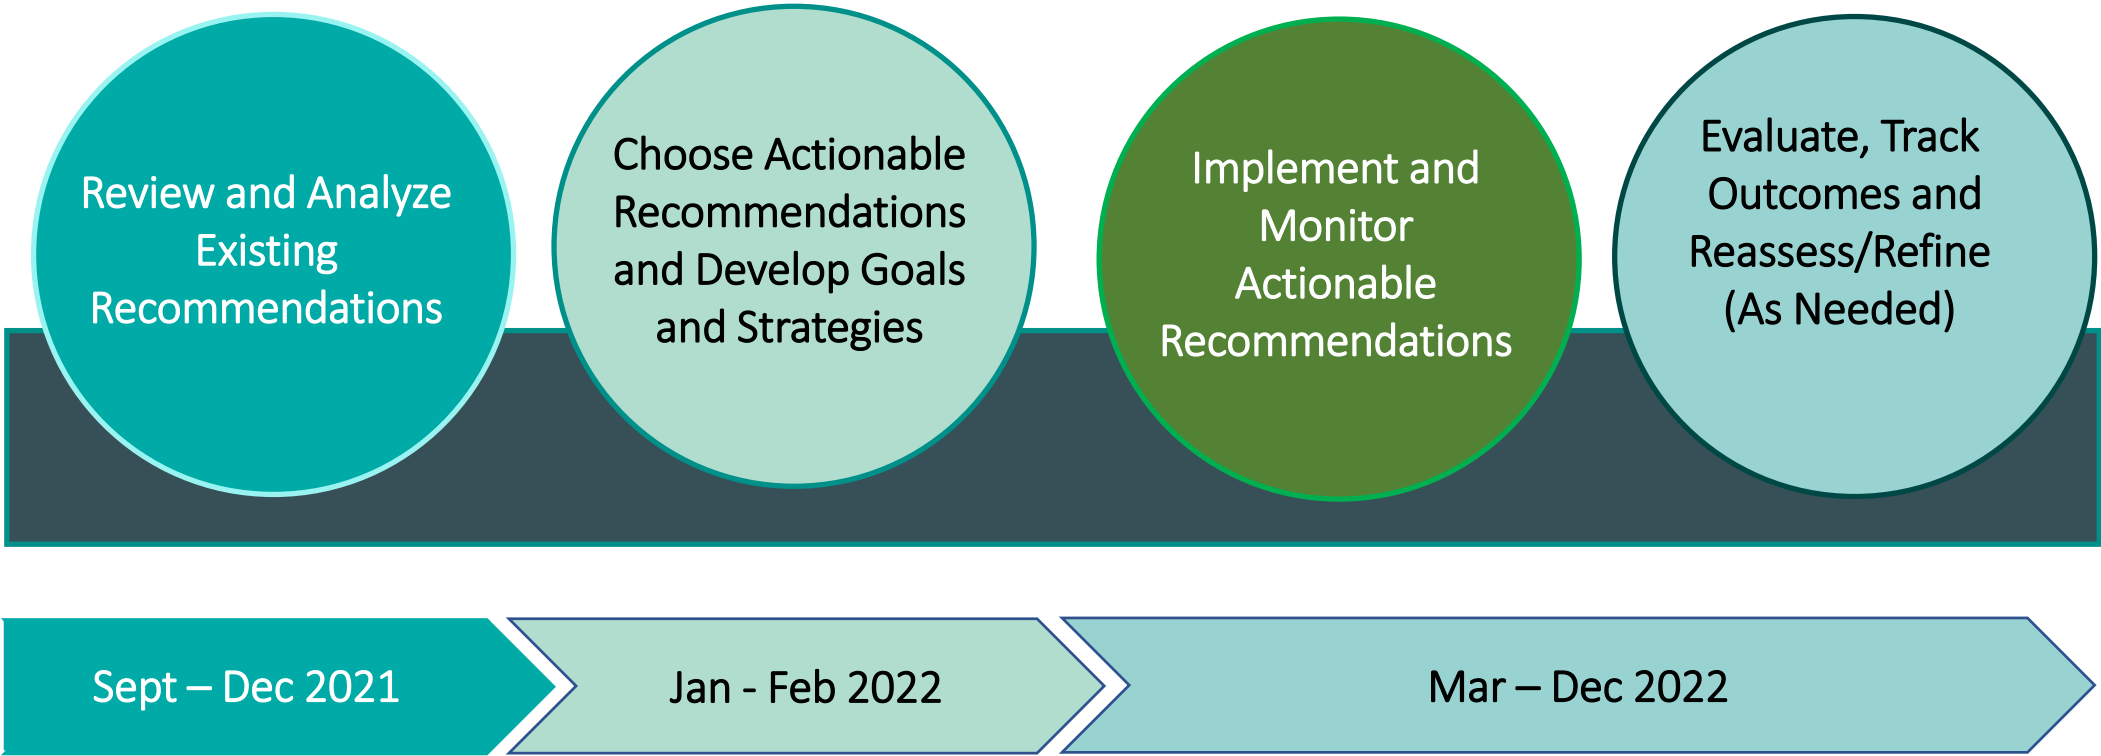 Review and Analyze
Existing
Recommendations
Choose Actionable
Recommendations
and Develop Goals
and Strategies
Implement and
Monitor
Actionable
Recommendations
Evaluate, Track
Outcomes and
Reassess/Refine
(As Needed)
Sept – Dec 2021
Jan - Feb 2022
Mar – Dec 2022